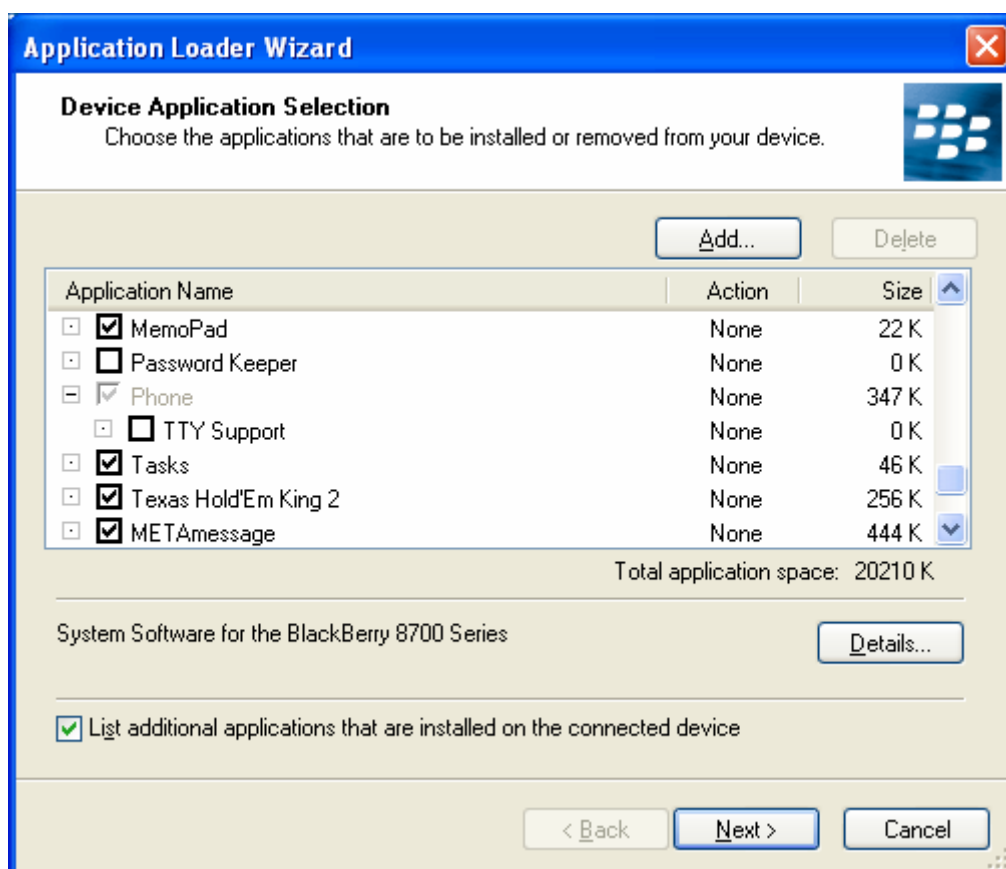 Application Loader Wizard
Device Application Selection
Choose the applications that are to be installed or removed from your device.
Add... Delete
Application Name Action Size
MemoPad None 22 K
Password Keeper None 0 K
Phone None 347 K
TTY Support None 0 K
Tasks None 46 K
Texas Hold'Em King 2 None 256 K
METAmessage None 444 K
Total application space: 20210 K
System Software for the BlackBerry 8700 Series Details...
List additional applications that are installed on the connected device
< Back Next > Cancel